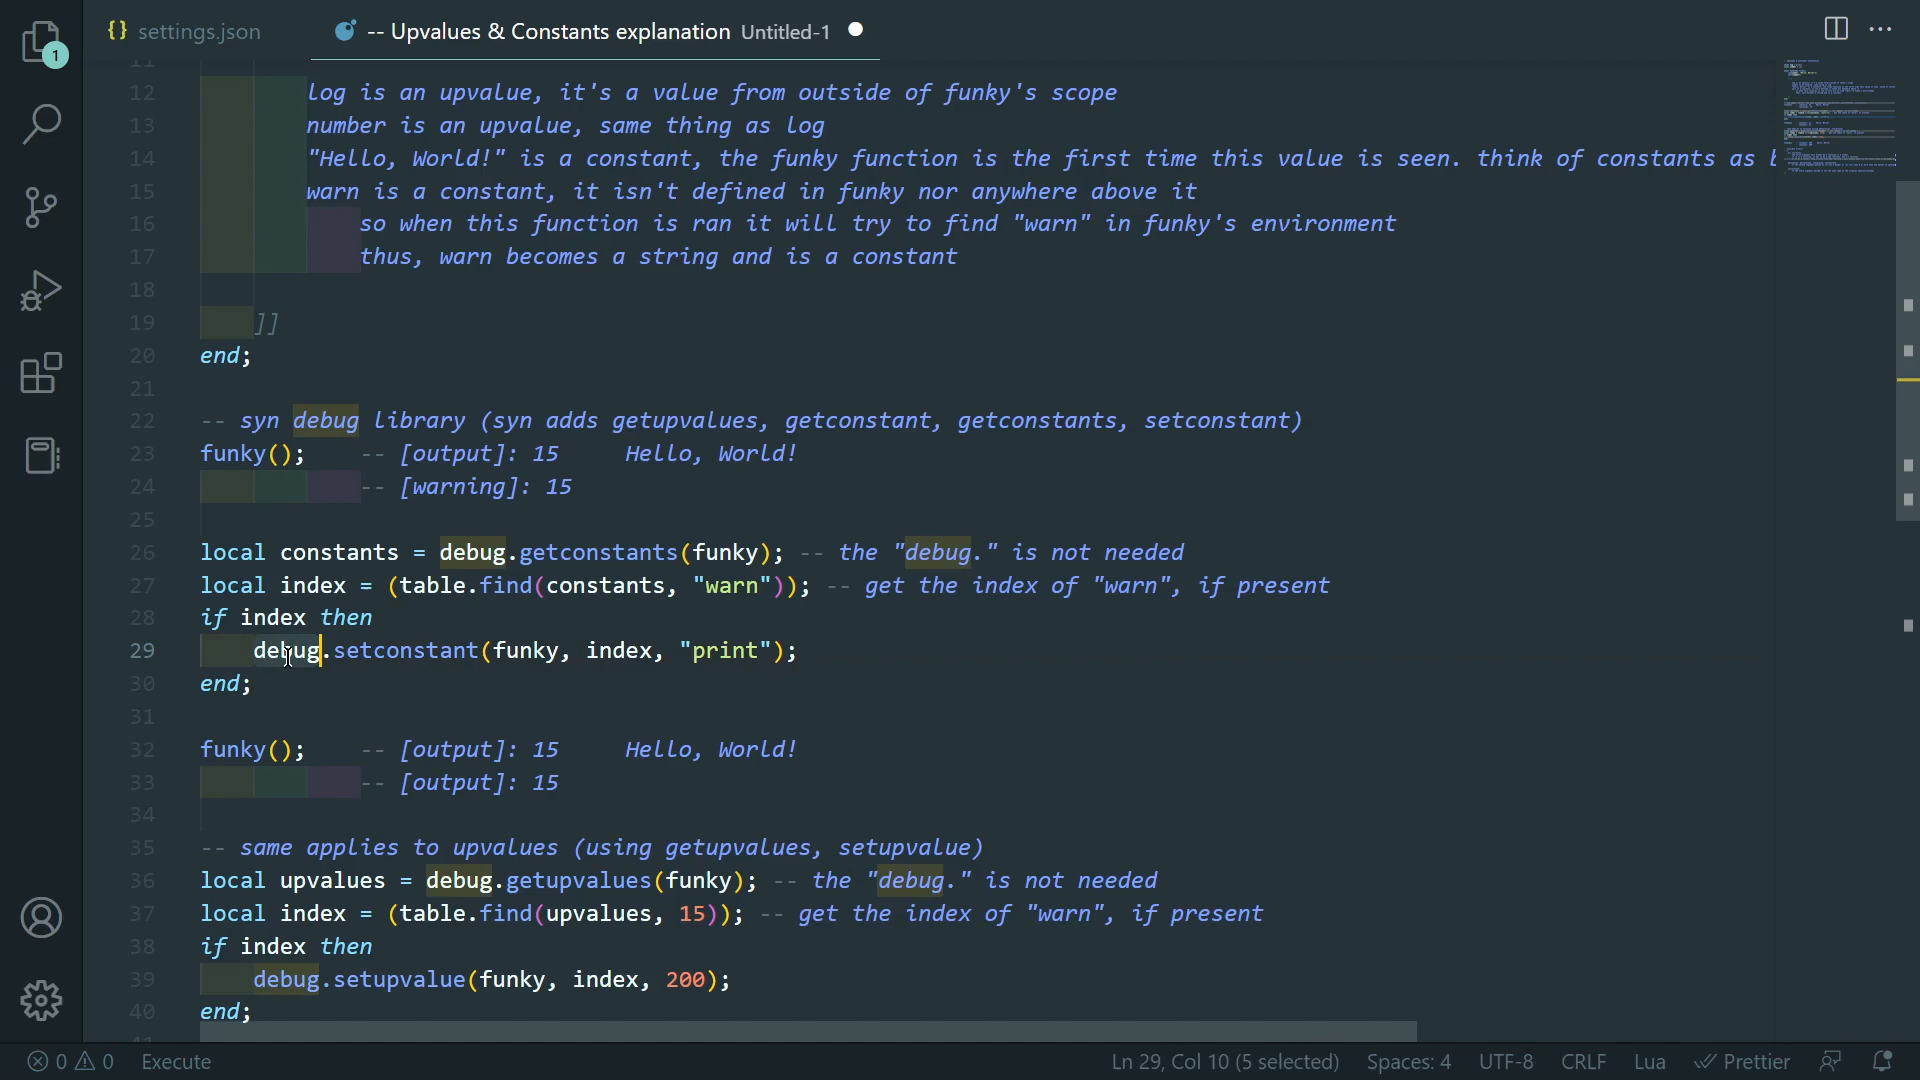 1
{} settings.json
-- Upvalues & Constants explanation Untitled-1
12 log is an upvalue, it's a value from outside of funky's scope
13 number is an upvalue, same thing as log
14 "Hello, World!" is a constant, the funky function is the first time this value is seen. think of constants as
15 warn is a constant, it isn't defined in funky nor anywhere above it
16 so when this function is ran it will try to find "warn" in funky's environment
17 thus, warn becomes a string and is a constant
18
19 ]]
20 end;
21
22 -- syn debug library (syn adds getupvalues, getconstant, getconstants, setconstant)
23 funky(); -- [output]: 15 Hello, World!
24 -- [warning]: 15
25
26 local constants = debug.getconstants(funky); -- the "debug." is not needed
27 local index = (table.find(constants, "warn")); -- get the index of "warn", if present
28 if index then
29 debug.setconstant(funky, index, "print");
30 end;
31
32 funky(); -- [output]: 15 Hello, World!
33 -- [output]: 15
34
35 -- same applies to upvalues (using getupvalues, setupvalue)
36 local upvalues = debug.getupvalues(funky); -- the "debug." is not needed
37 local index = (table.find(upvalues, 15)); -- get the index of "warn", if present
38 if index then
39 debug.setupvalue(funky, index, 200);
40 end;
0 0 Execute Ln 29, Col 10 (5 selected) Spaces: 4 UTF-8 CRLF Lua Prettier